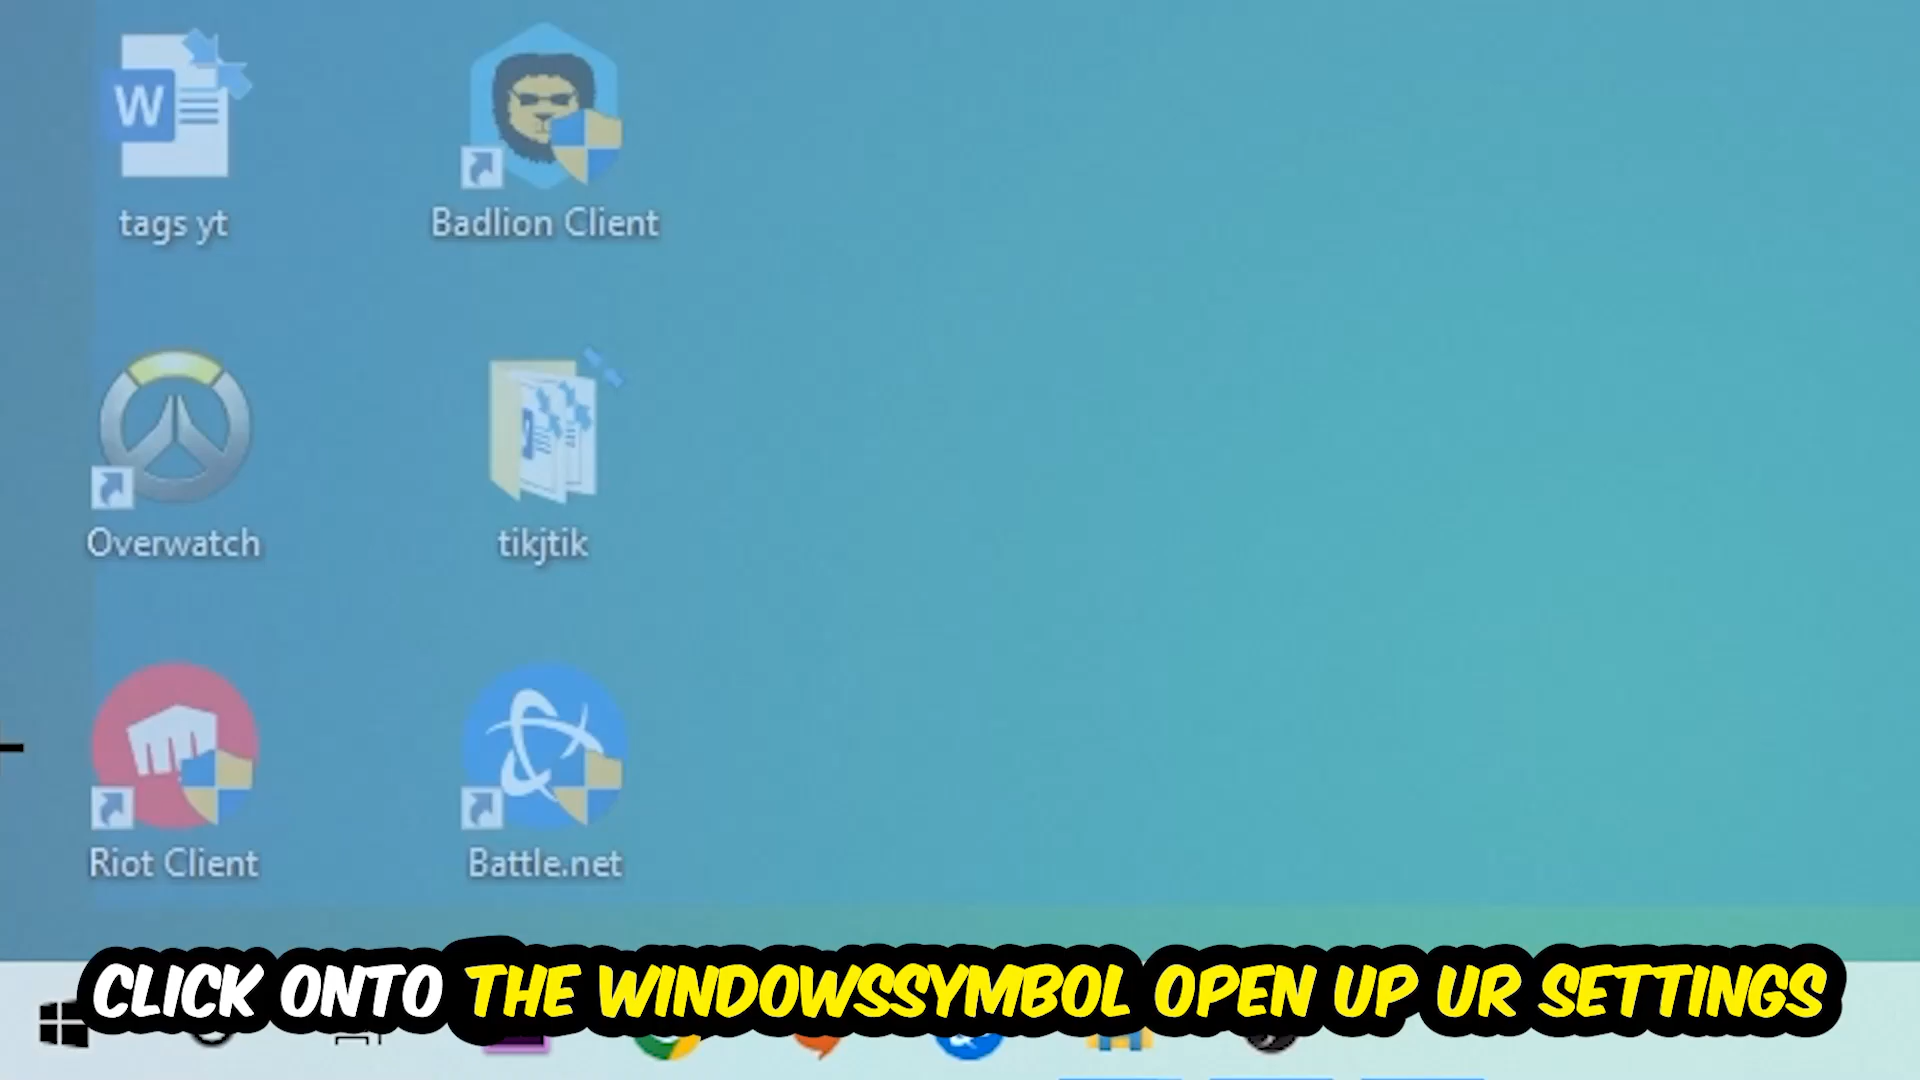 W
tags yt
Badlion Client
Overwatch
tikjtik
Riot Client
Battle.net
CLICK ONTO THE WINDOWSSYMBOL OPEN UP UR SETTINGS